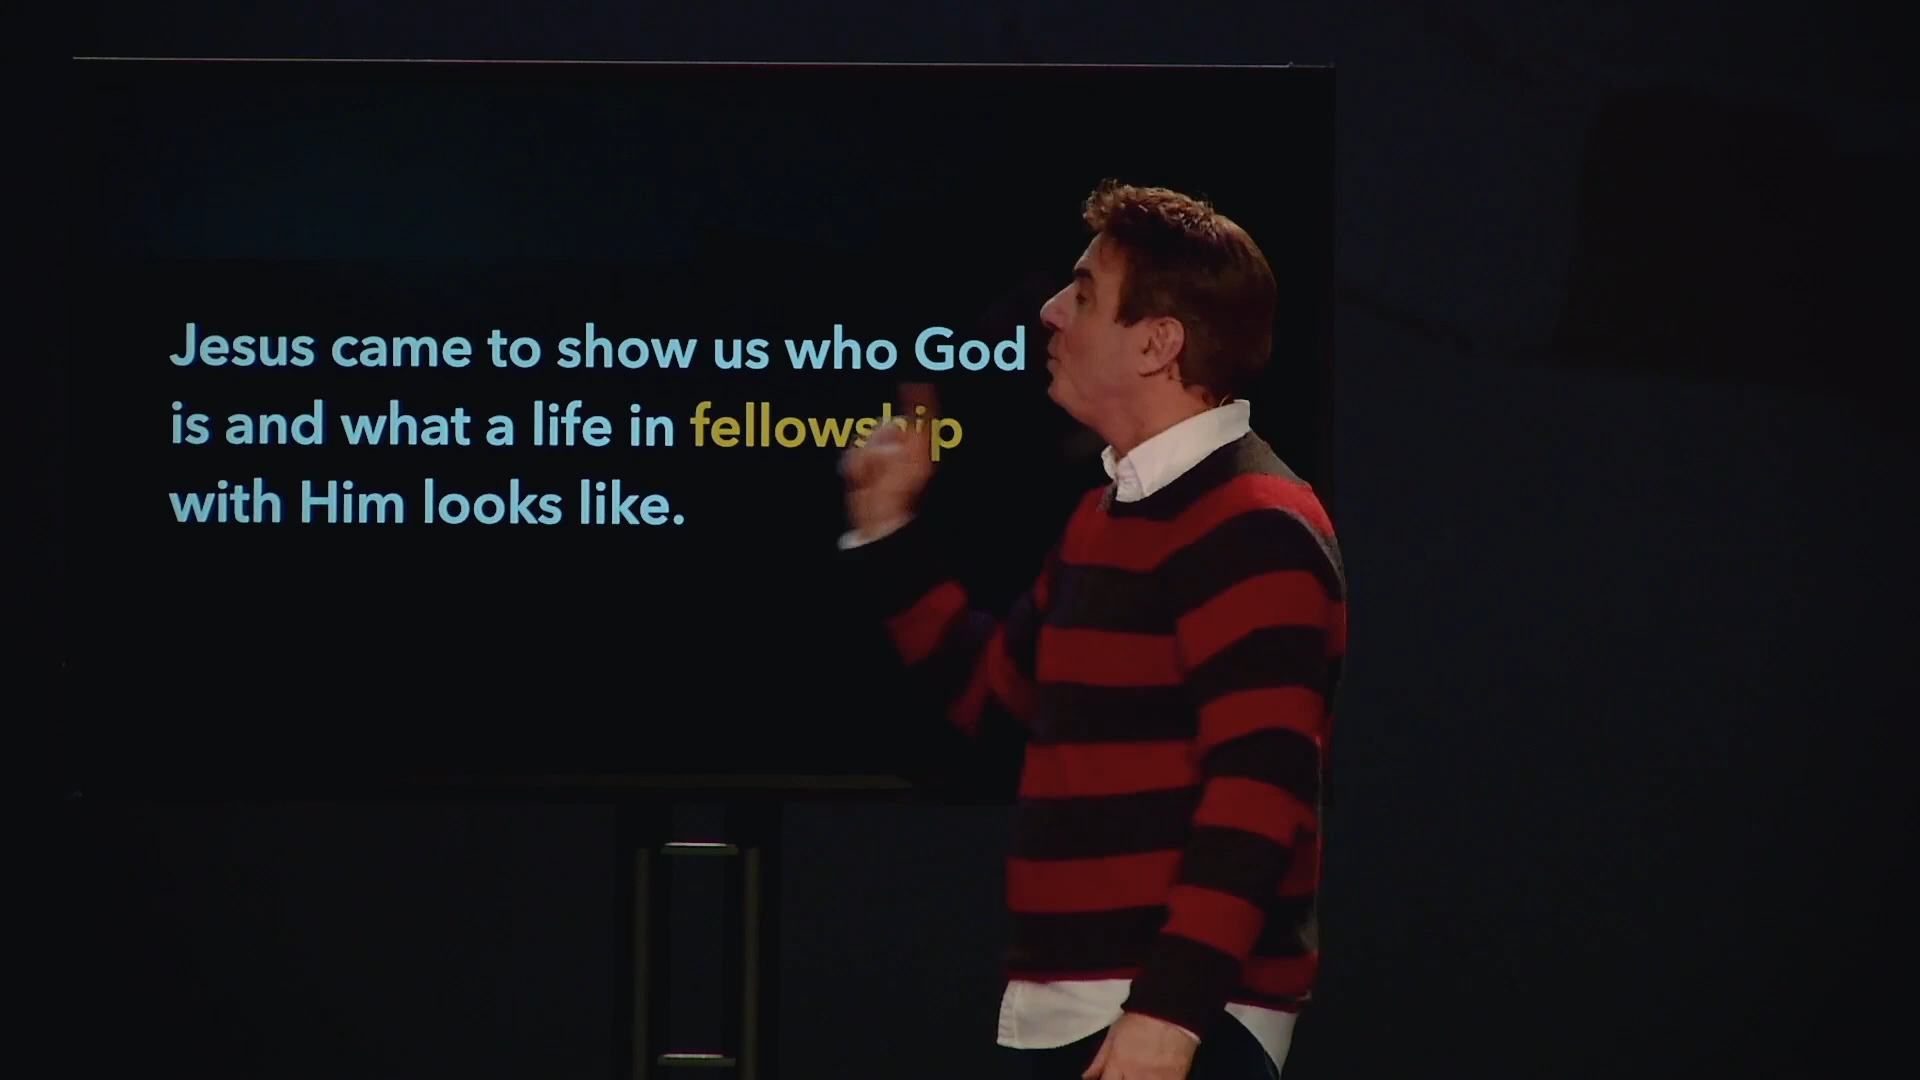 Jesus came to show us who God
is and what a life in fellowship
with Him looks like.